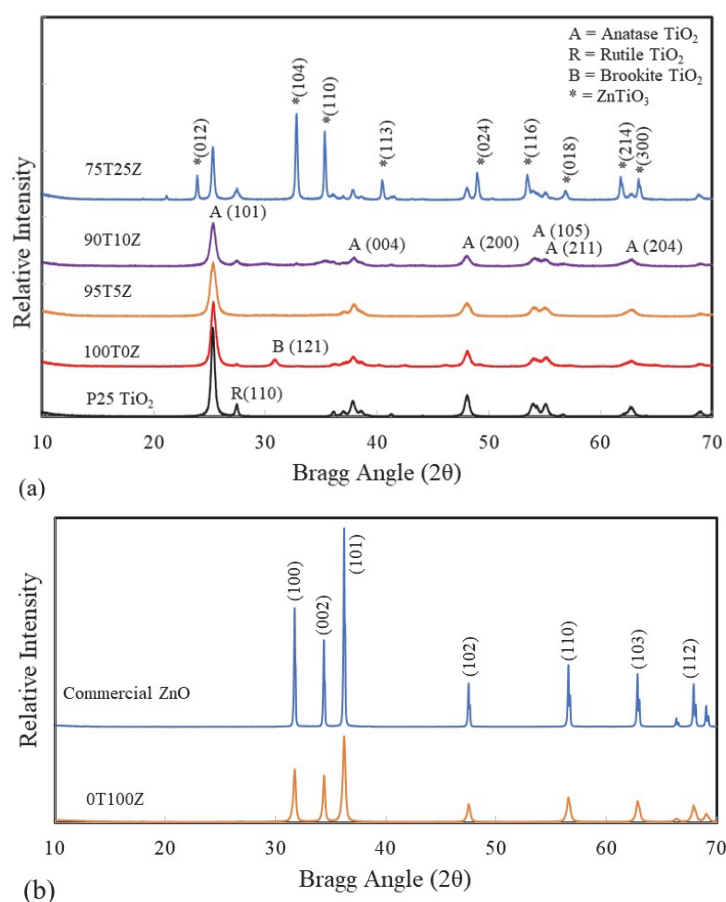 A = Anatase TiO2
R = Rutile TiO2
B = Brookite TiO2
* = ZnTiO3
*(012)
*(104)
*(110)
*(113)
*(024)
*(116)
*(018)
*(214)
*(300)
75T25Z
A (101)
90T10Z
A (004)
A (200)
A (105)
A (211)
A (204)
95T5Z
100T0Z
B (121)
P25 TiO2
R(110)
Relative Intensity
10 20 30 40 50 60 70
Bragg Angle (2θ)
(a)
(100)
(002)
(101)
(102)
(110)
(103)
(112)
Commercial ZnO
0T100Z
Relative Intensity
10 20 30 40 50 60 70
Bragg Angle (2θ)
(b)